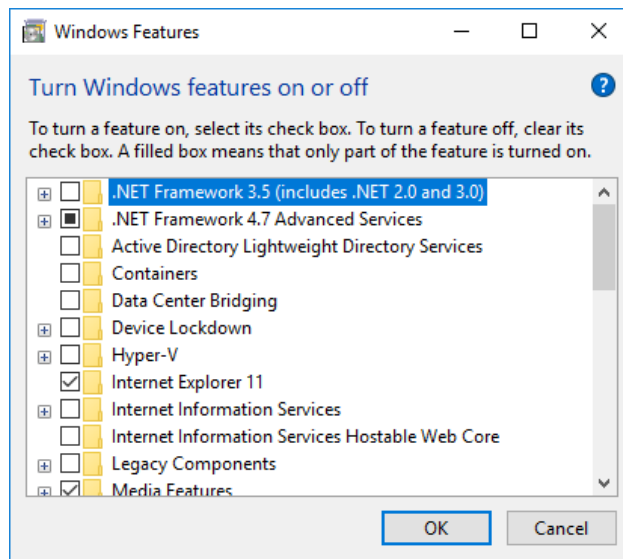 Windows Features
Turn Windows features on or off
?
To turn a feature on, select its check box. To turn a feature off, clear its
check box. A filled box means that only part of the feature is turned on.
.NET Framework 3.5 (includes .NET 2.0 and 3.0)
.NET Framework 4.7 Advanced Services
Active Directory Lightweight Directory Services
Containers
Data Center Bridging
Device Lockdown
Hyper-V
Internet Explorer 11
Internet Information Services
Internet Information Services Hostable Web Core
Legacy Components
Media Features
OK
Cancel